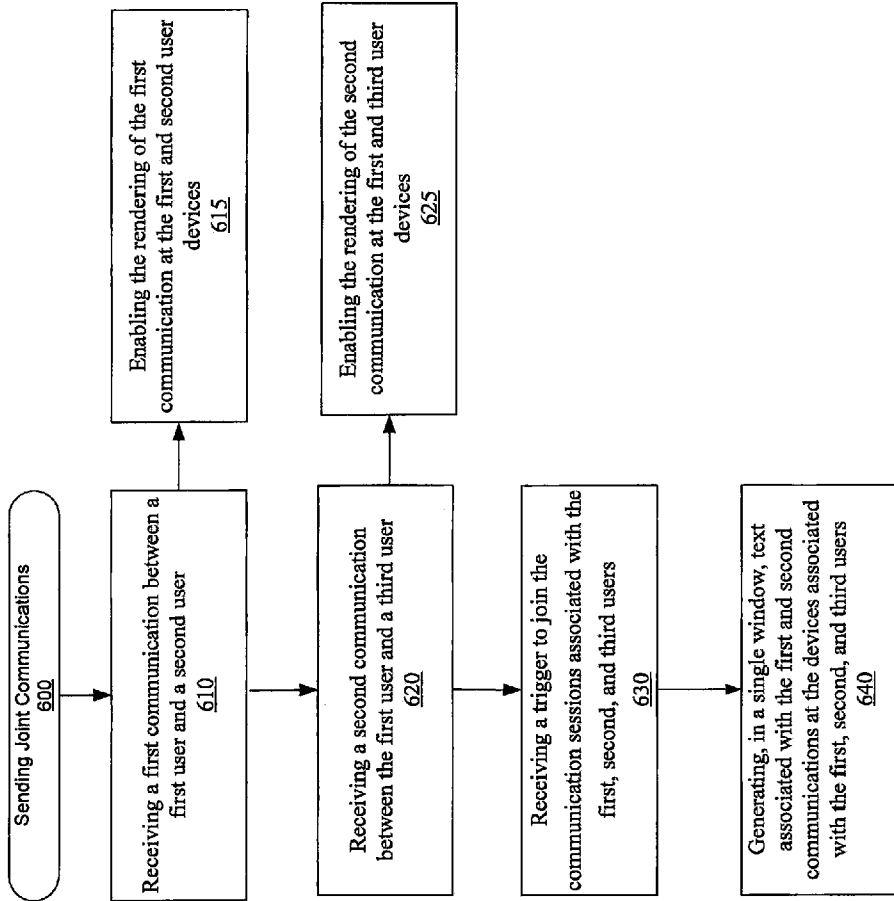 Sending Joint Communications
600
Receiving a first communication between a
first user and a second user
610
Enabling the rendering of the first
communication at the first and second user
devices
615
Receiving a second communication
between the first user and a third user
620
Enabling the rendering of the second
communication at the first and third user
devices
625
Receiving a trigger to join the
communication sessions associated with the
first, second, and third users
630
Generating, in a single window, text
associated with the first and second
communications at the devices associated
with the first, second, and third users
640